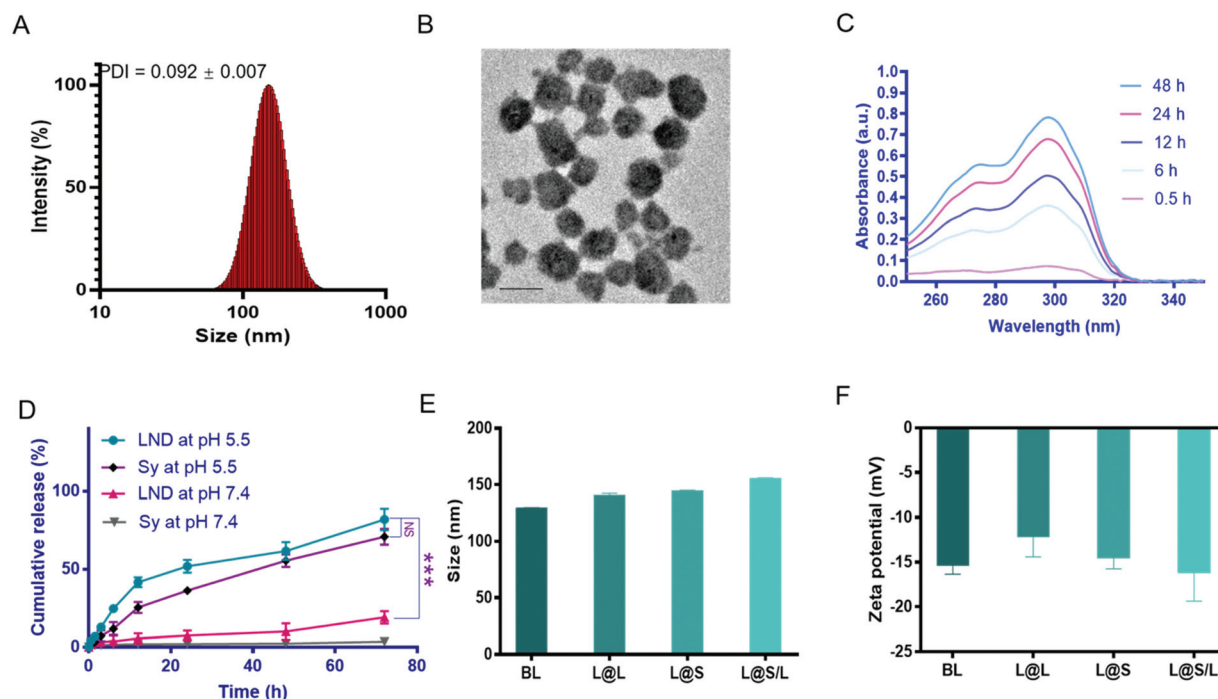 A
PDI = 0.092 ± 0.007
100
50
0
Intensity (%)
10
100
1000
Size (nm)
B
C
1.0
0.9
0.8
0.7
0.6
0.5
0.4
0.3
0.2
0.1
0.0
Absorbance (a.u.)
48 h
24 h
12 h
6 h
0.5 h
260
280
300
320
340
Wavelength (nm)
D
LND at pH 5.5
Sy at pH 5.5
LND at pH 7.4
Sy at pH 7.4
100
50
0
Cumulative release (%)
NS
***
0
20
40
60
80
Time (h)
E
200
150
100
50
0
Size (nm)
BL
L@L
L@S
L@S/L
F
0
-5
-10
-15
-20
-25
Zeta potential (mV)
BL
L@L
L@S
L@S/L